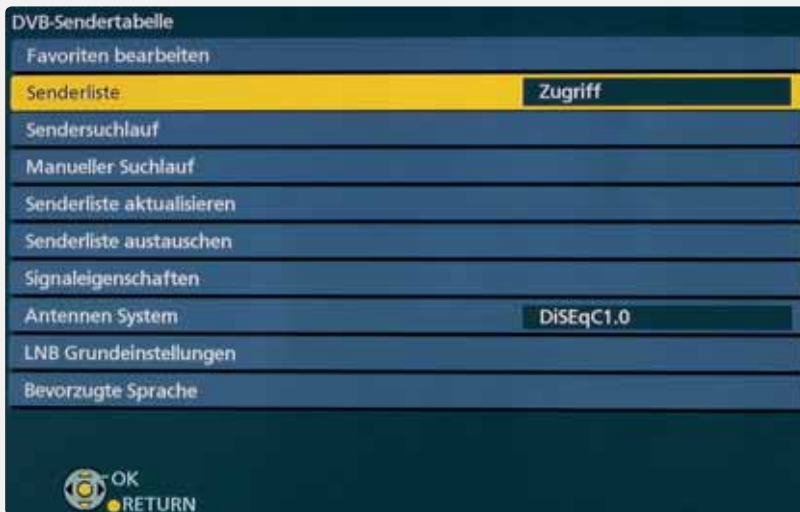 DVB-Sendertabelle
Favoriten bearbeiten
Senderliste Zugriff
Sendersuchlauf
Manueller Suchlauf
Senderliste aktualisieren
Senderliste austauschen
Signaleigenschaften
Antennen System DiSEqC1.0
LNB Grundeinstellungen
Bevorzugte Sprache
OK
RETURN